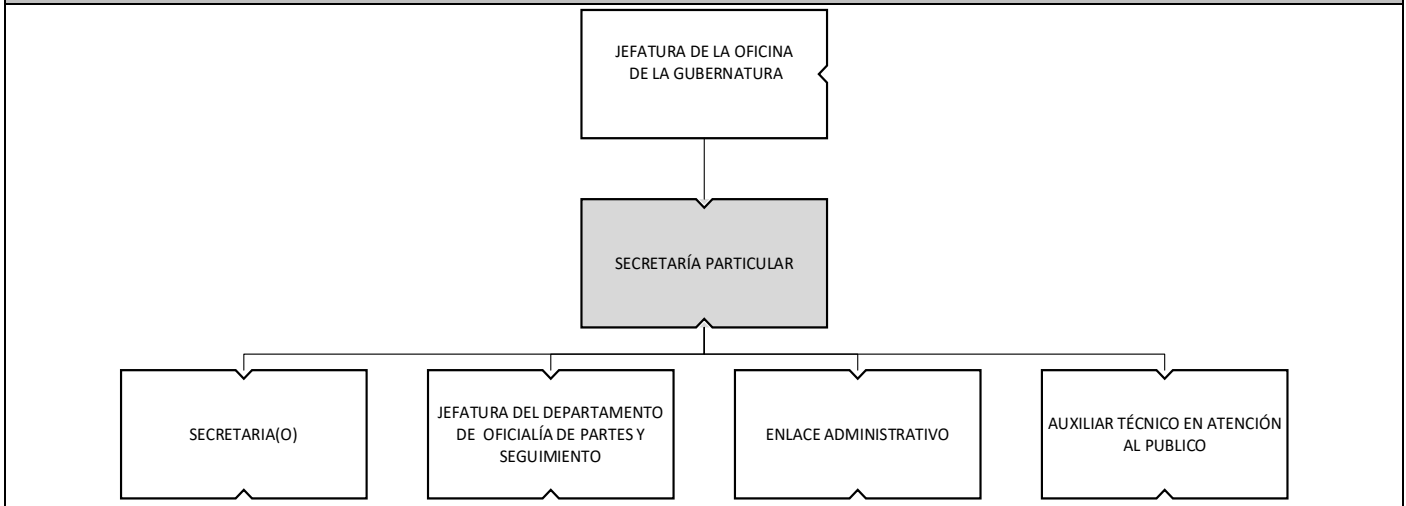 JEFATURA DE LA OFICINA
DE LA GUBERNATURA
SECRETARÍA PARTICULAR
SECRETARIA(O)
JEFATURA DEL DEPARTAMENTO
DE OFICIALÍA DE PARTES Y
SEGUIMIENTO
ENLACE ADMINISTRATIVO
AUXILIAR TÉCNICO EN ATENCIÓN
AL PUBLICO